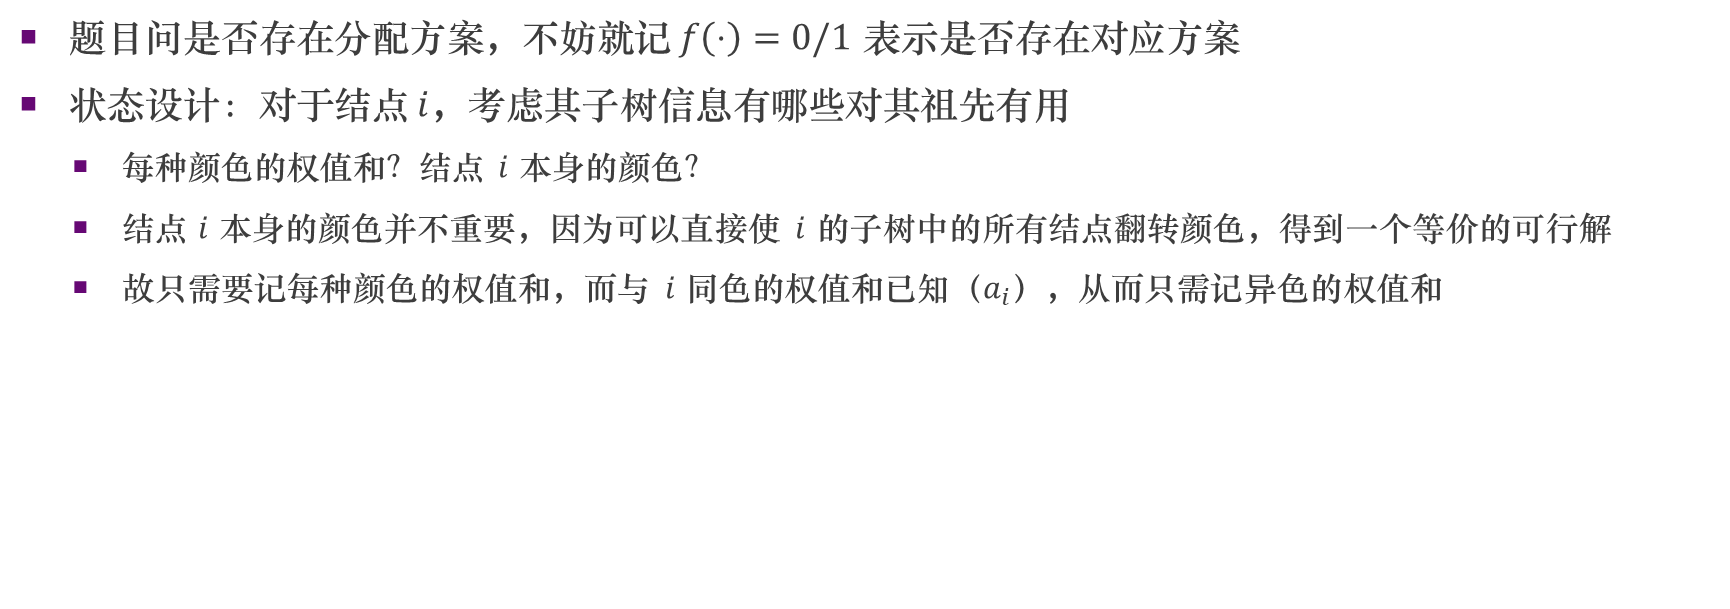 ▪ 题目问是否存在分配方案，不妨就记 f(·) = 0/1 表示是否存在对应方案
▪ 状态设计：对于结点 i，考虑其子树信息有哪些对其祖先有用
▪ 每种颜色的权值和？结点 i 本身的颜色？
▪ 结点 i 本身的颜色并不重要，因为可以直接使 i 的子树中的所有结点翻转颜色，得到一个等价的可行解
▪ 故只需要记每种颜色的权值和，而与 i 同色的权值和已知（aᵢ），从而只需记异色的权值和